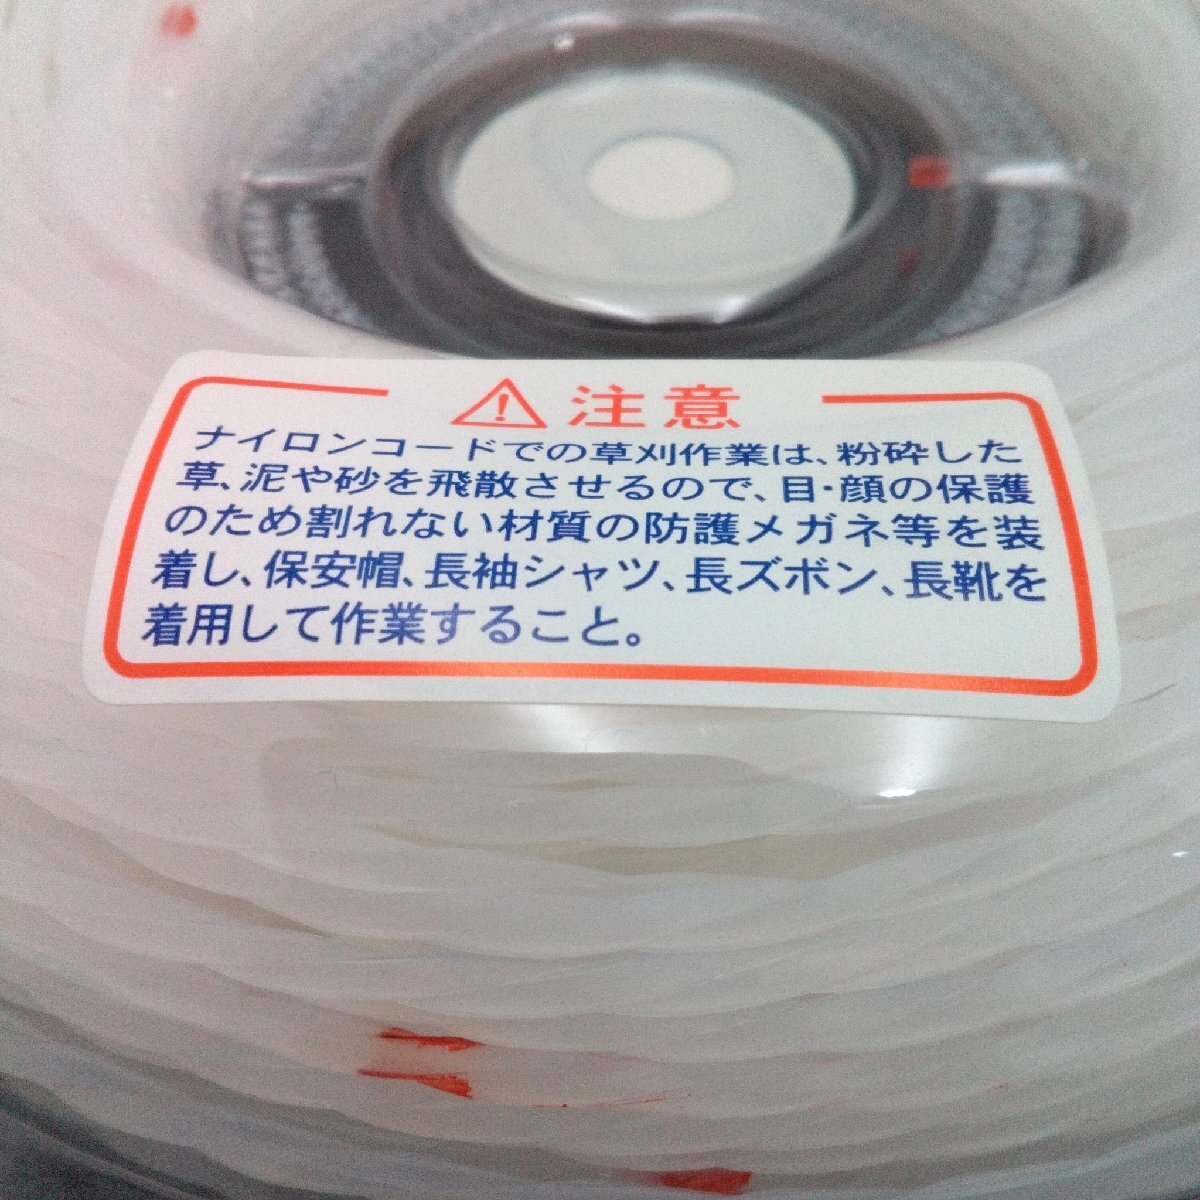 注意
ナイロンコードでの草刈作業は、粉砕した
草、泥や砂を飛散させるので、目・顔の保護
のため割れない材質の防護メガネ等を装
着し、保安帽、長袖シャツ、長ズボン、長靴を
着用して作業すること。